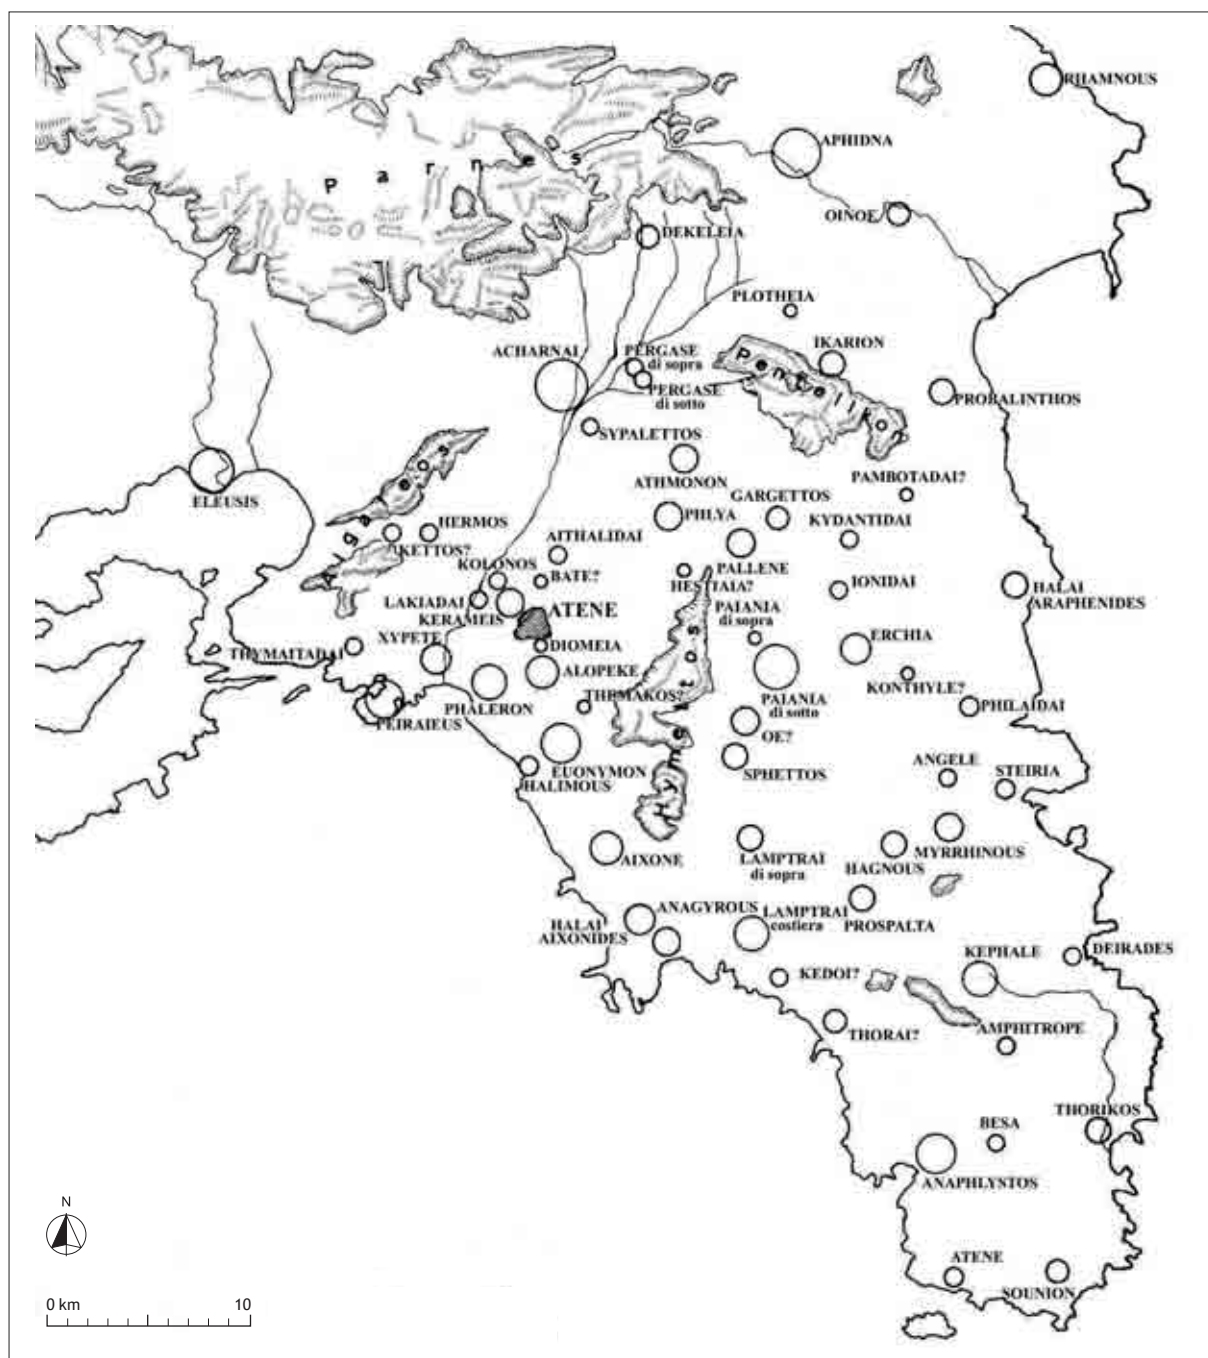 RHAMNOUS
APHIDNA
Parnes
OINOE
DEKELEIA
PLOTHEIA
IKARION
ACHARNAI
PERGASE
di sopra
Pentelikon
PERGASE
di sotto
PROBALINTHOS
SYPALETTOS
ATHMONON
PAMBOTADAI?
ELEUSIS
Aigaleos
GARGETTOS
PHLYA
KYDANTIDAI
HERMOS
KETTOS?
AITHALIDAI
PALLENE
KOLONOS
BATE?
HESTIAIA?
IONIDAI
HALAI
ARAPHENIDES
LAKIADAI
KERAMEIS
ATENE
PAIANIA
di sopra
XYPETE
THYMAITADAI
DIOMEIA
ERCHIA
ALOPEKE
KONTHYLE?
THEMAKOS?
PAIANIA
di sotto
PHALERON
PEIRAIEUS
Hymettos
PHILAIDAI
OE?
EUONYMON
HALIMOUS
SPHETTOS
ANGELE
STEIRIA
AIXONE
LAMPTRAI
di sopra
MYRRHINOUS
HAGNOUS
ANAGYROUS
LAMPTRAI
costiera
PROSPALTA
HALAI
AIXONIDES
KEPHALE
DEIRADES
KEDOI?
THORAI?
AMPHITROPE
THORIKOS
BESA
ANAPHLYSTOS
N
ATENE
SOUNION
0 km 10